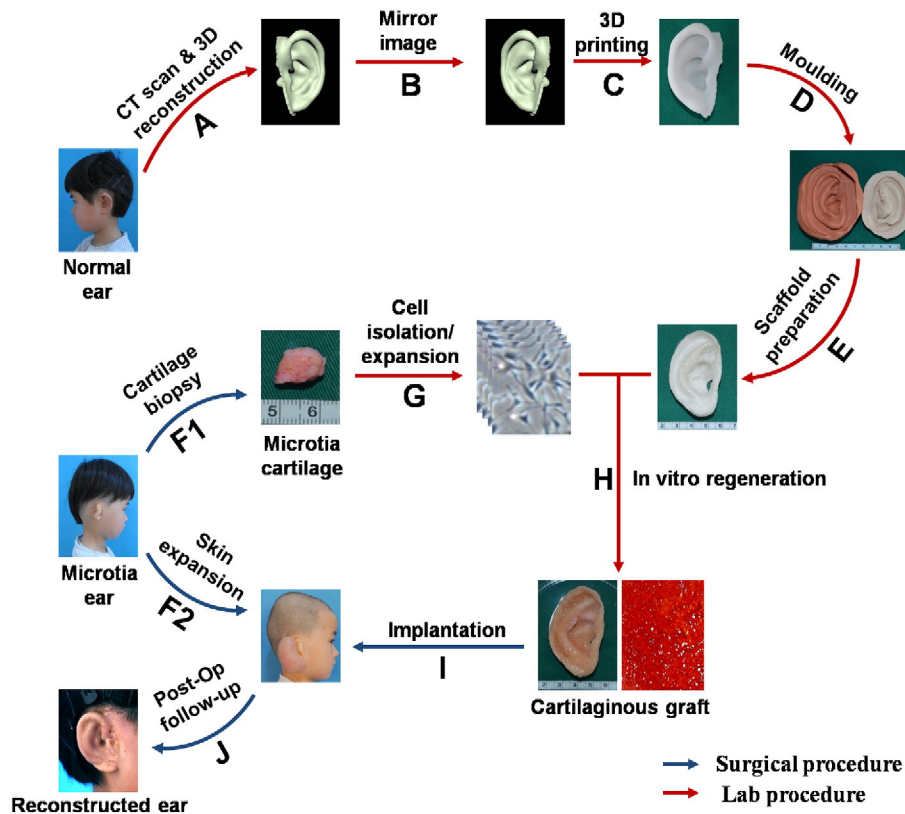 CT scan & 3D
reconstruction
A
Mirror
image
B
3D
printing
C
Moulding
D
Normal
ear
Scaffold
preparation
E
Cartilage
biopsy
F1
5 6
Microtia
cartilage
Cell
isolation/
expansion
G
H
In vitro regeneration
Microtia
ear
Skin
expansion
F2
Implantation
I
Cartilaginous graft
Post-Op
follow-up
J
Reconstructed ear
Surgical procedure
Lab procedure